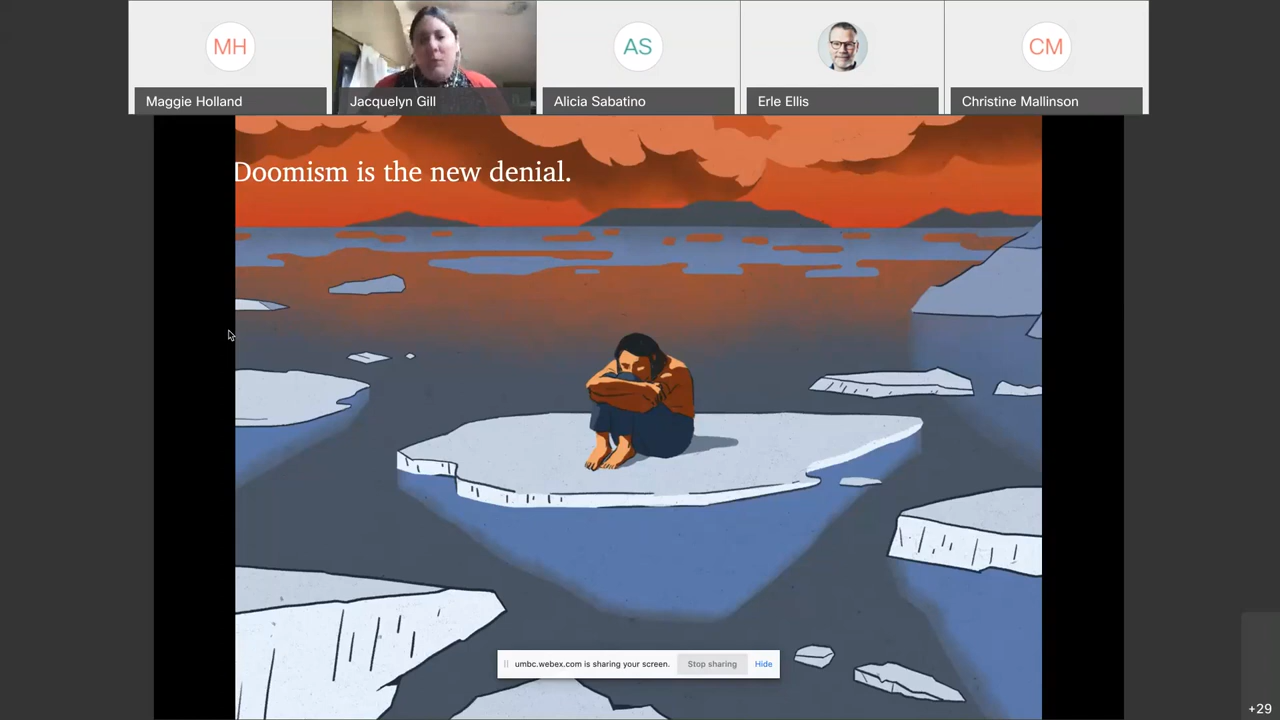 MH
AS
CM
Maggie Holland
Jacquelyn Gill
Alicia Sabatino
Erle Ellis
Christine Mallinson
Doomism is the new denial.
umbc.webex.com is sharing your screen.
Stop sharing
Hide
+29